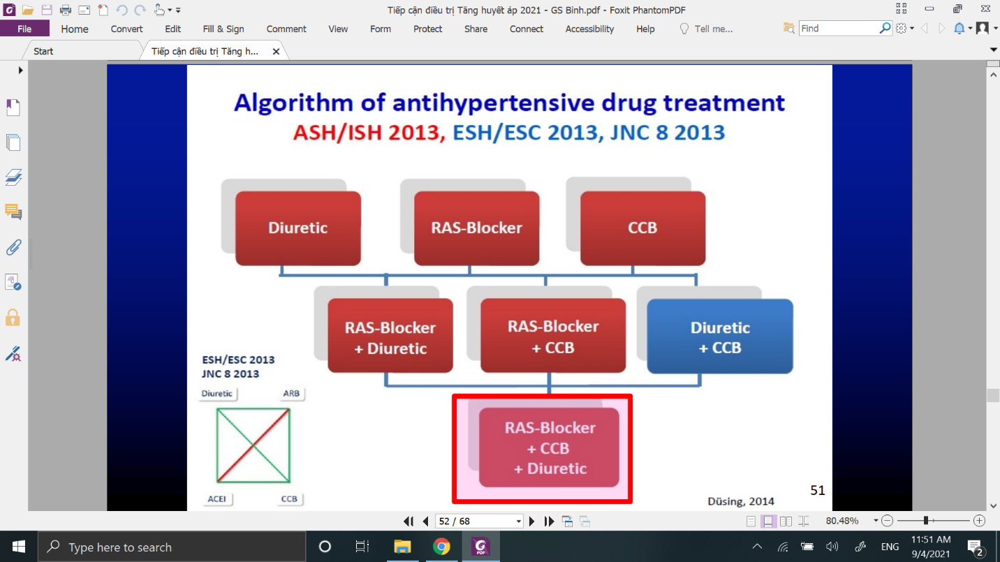 Tiếp cận điều trị Tăng huyết áp 2021 - GS Binh.pdf - Foxit PhantomPDF
File Home Convert Edit Fill & Sign Comment View Form Protect Share Connect Accessibility Help Tell me... Find
Start Tiếp cận điều trị Tăng h...
Algorithm of antihypertensive drug treatment
ASH/ISH 2013, ESH/ESC 2013, JNC 8 2013
Diuretic
RAS-Blocker
CCB
RAS-Blocker
+ Diuretic
RAS-Blocker
+ CCB
Diuretic
+ CCB
ESH/ESC 2013
JNC 8 2013
Diuretic ARB
ACEI CCB
RAS-Blocker
+ CCB
+ Diuretic
51
Düsing, 2014
52 / 68
80.48%
Type here to search
PDF
ENG
11:51 AM
9/4/2021
2